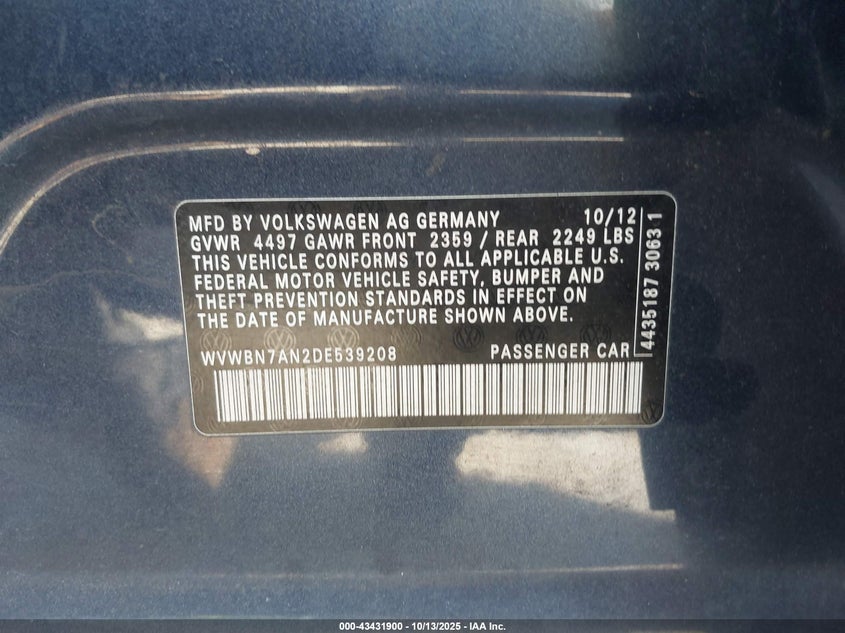 MFD BY VOLKSWAGEN AG GERMANY 10/12
GVWR 4497 GAWR FRONT 2359 / REAR 2249 LBS
THIS VEHICLE CONFORMS TO ALL APPLICABLE U.S.
FEDERAL MOTOR VEHICLE SAFETY, BUMPER AND
THEFT PREVENTION STANDARDS IN EFFECT ON
THE DATE OF MANUFACTURE SHOWN ABOVE.
WVWBN7AN2DE539208 PASSENGER CAR
4435187 30631
000-43431900 - 10/13/2025 - IAA Inc.